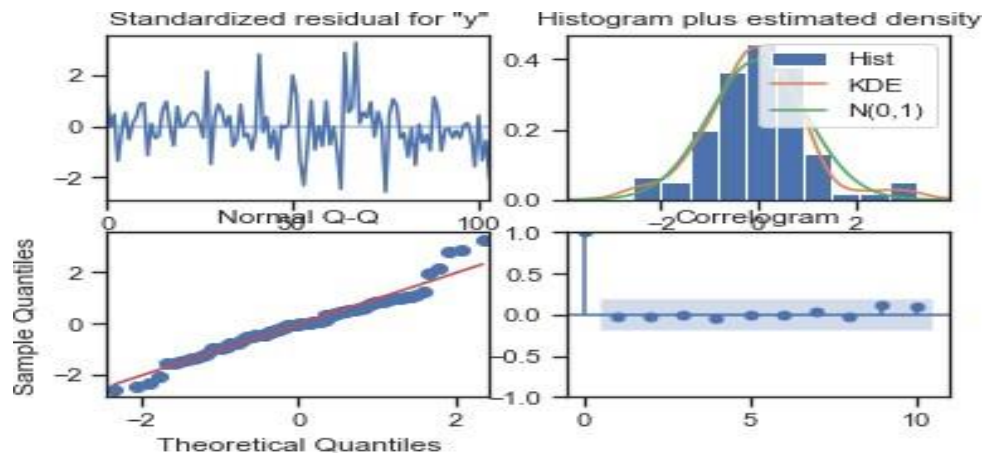 Standardized residual for "y"
2
0
−2
0
50
100
Histogram plus estimated density
0.4
0.2
0.0
−2
0
2
Hist
KDE
N(0,1)
Normal Q-Q
Sample Quantiles
2
0
−2
−2
0
2
Theoretical Quantiles
Correlogram
1.0
0.5
0.0
−0.5
−1.0
0
5
10